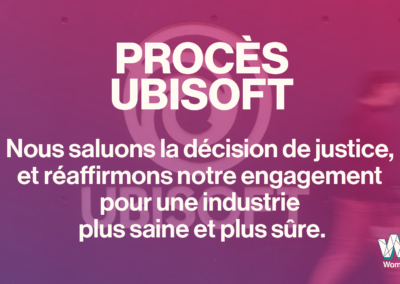 PROCÈS
UBISOFT
Nous saluons la décision de justice,
et réaffirmons notre engagement
pour une industrie
plus saine et plus sûre.
UBISOFT